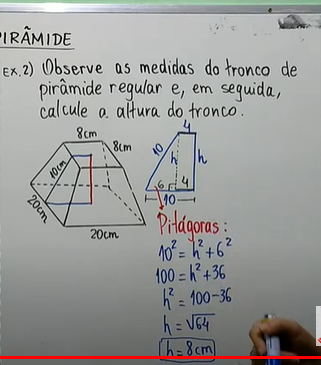 PIRÂMIDE
Ex.2) Observe as medidas do tronco de
pirâmide regular e, em seguida,
calcule a altura do tronco.
8cm
8cm
10cm
20cm
20cm
4
10
h
h
6
4
10
Pitágoras:
10² = h² + 6²
100 = h² + 36
h² = 100 - 36
h = √64
h = 8cm